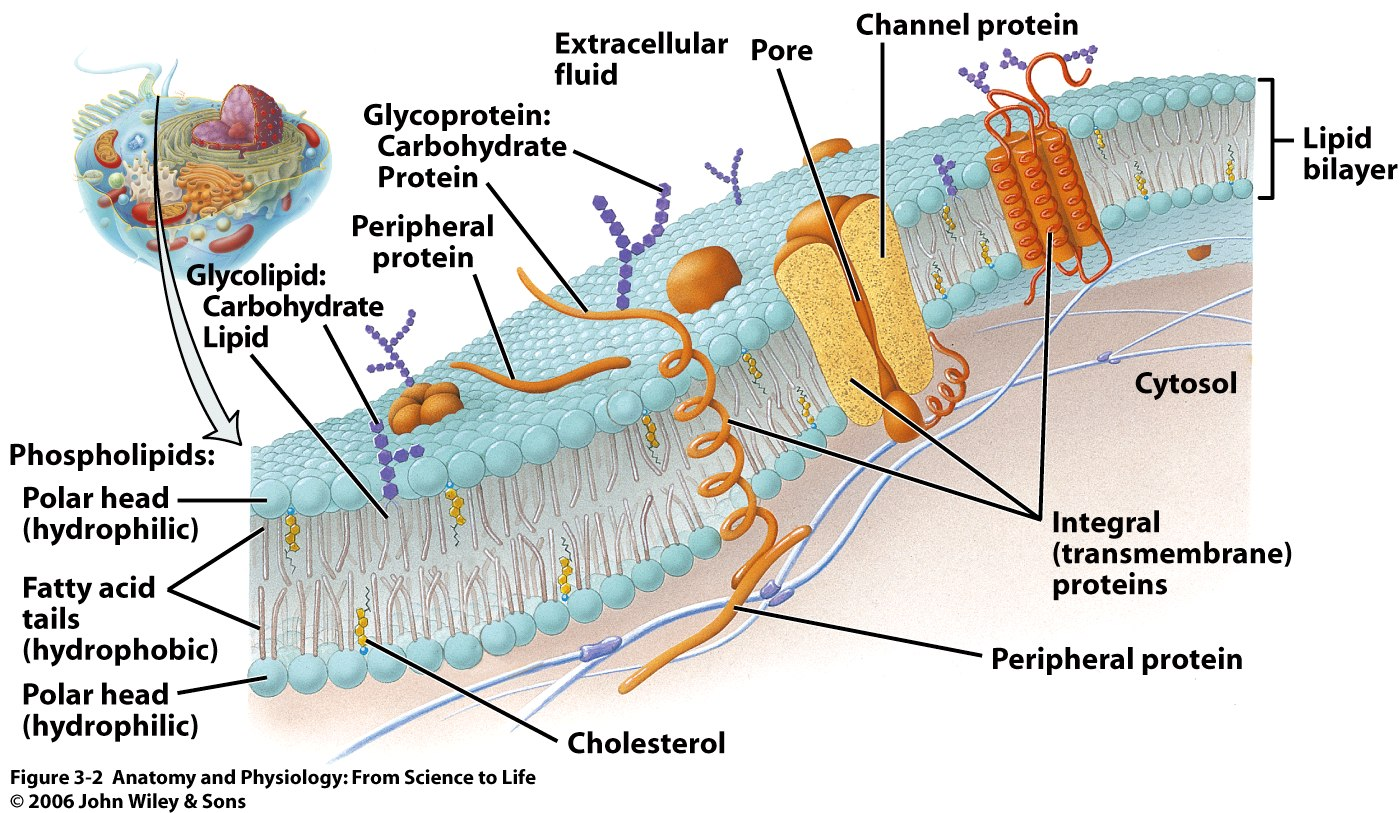 Channel protein
Extracellular
fluid
Pore
Glycoprotein:
Carbohydrate
Protein
Lipid
bilayer
Peripheral
protein
Glycolipid:
Carbohydrate
Lipid
Cytosol
Phospholipids:
Polar head
(hydrophilic)
Integral
(transmembrane)
proteins
Fatty acid
tails
(hydrophobic)
Peripheral protein
Polar head
(hydrophilic)
Cholesterol
Figure 3-2 Anatomy and Physiology: From Science to Life
© 2006 John Wiley & Sons